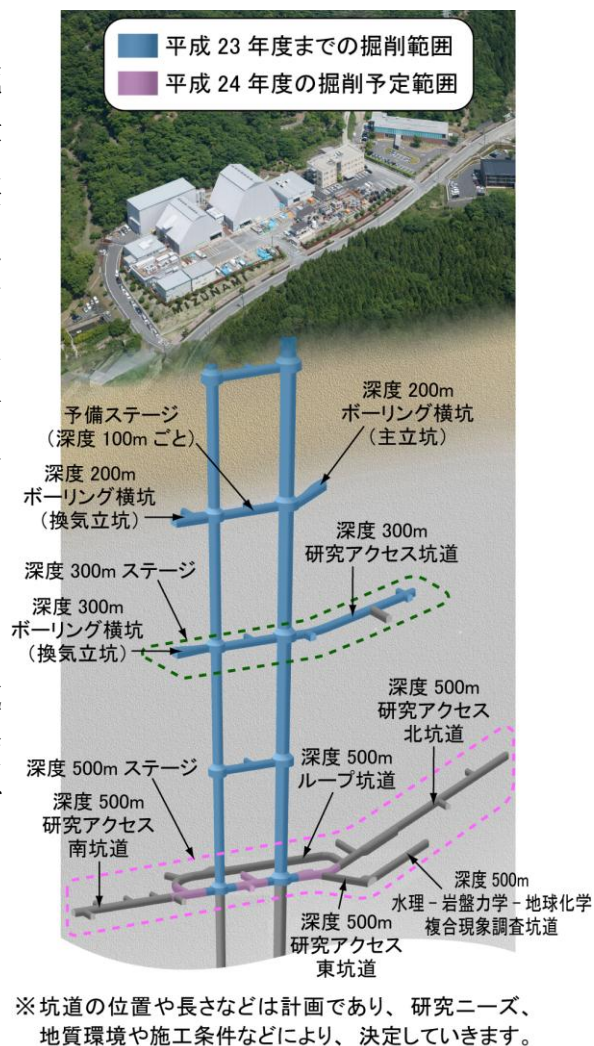 平成 23 年度までの掘削範囲
平成 24 年度の掘削予定範囲
MIZUNAMI
予備ステージ
（深度 100m ごと）
深度 200m
ボーリング横坑
（主立坑）
深度 200m
ボーリング横坑
（換気立坑）
深度 300m
研究アクセス坑道
深度 300m ステージ
深度 300m
ボーリング横坑
（換気立坑）
深度 500m
研究アクセス
北坑道
深度 500m ステージ
深度 500m
ループ坑道
深度 500m
研究アクセス
南坑道
深度 500m
水理－岩盤力学－地球化学
複合現象調査坑道
深度 500m
研究アクセス
東坑道
※坑道の位置や長さなどは計画であり、研究ニーズ、
地質環境や施工条件などにより、決定していきます。